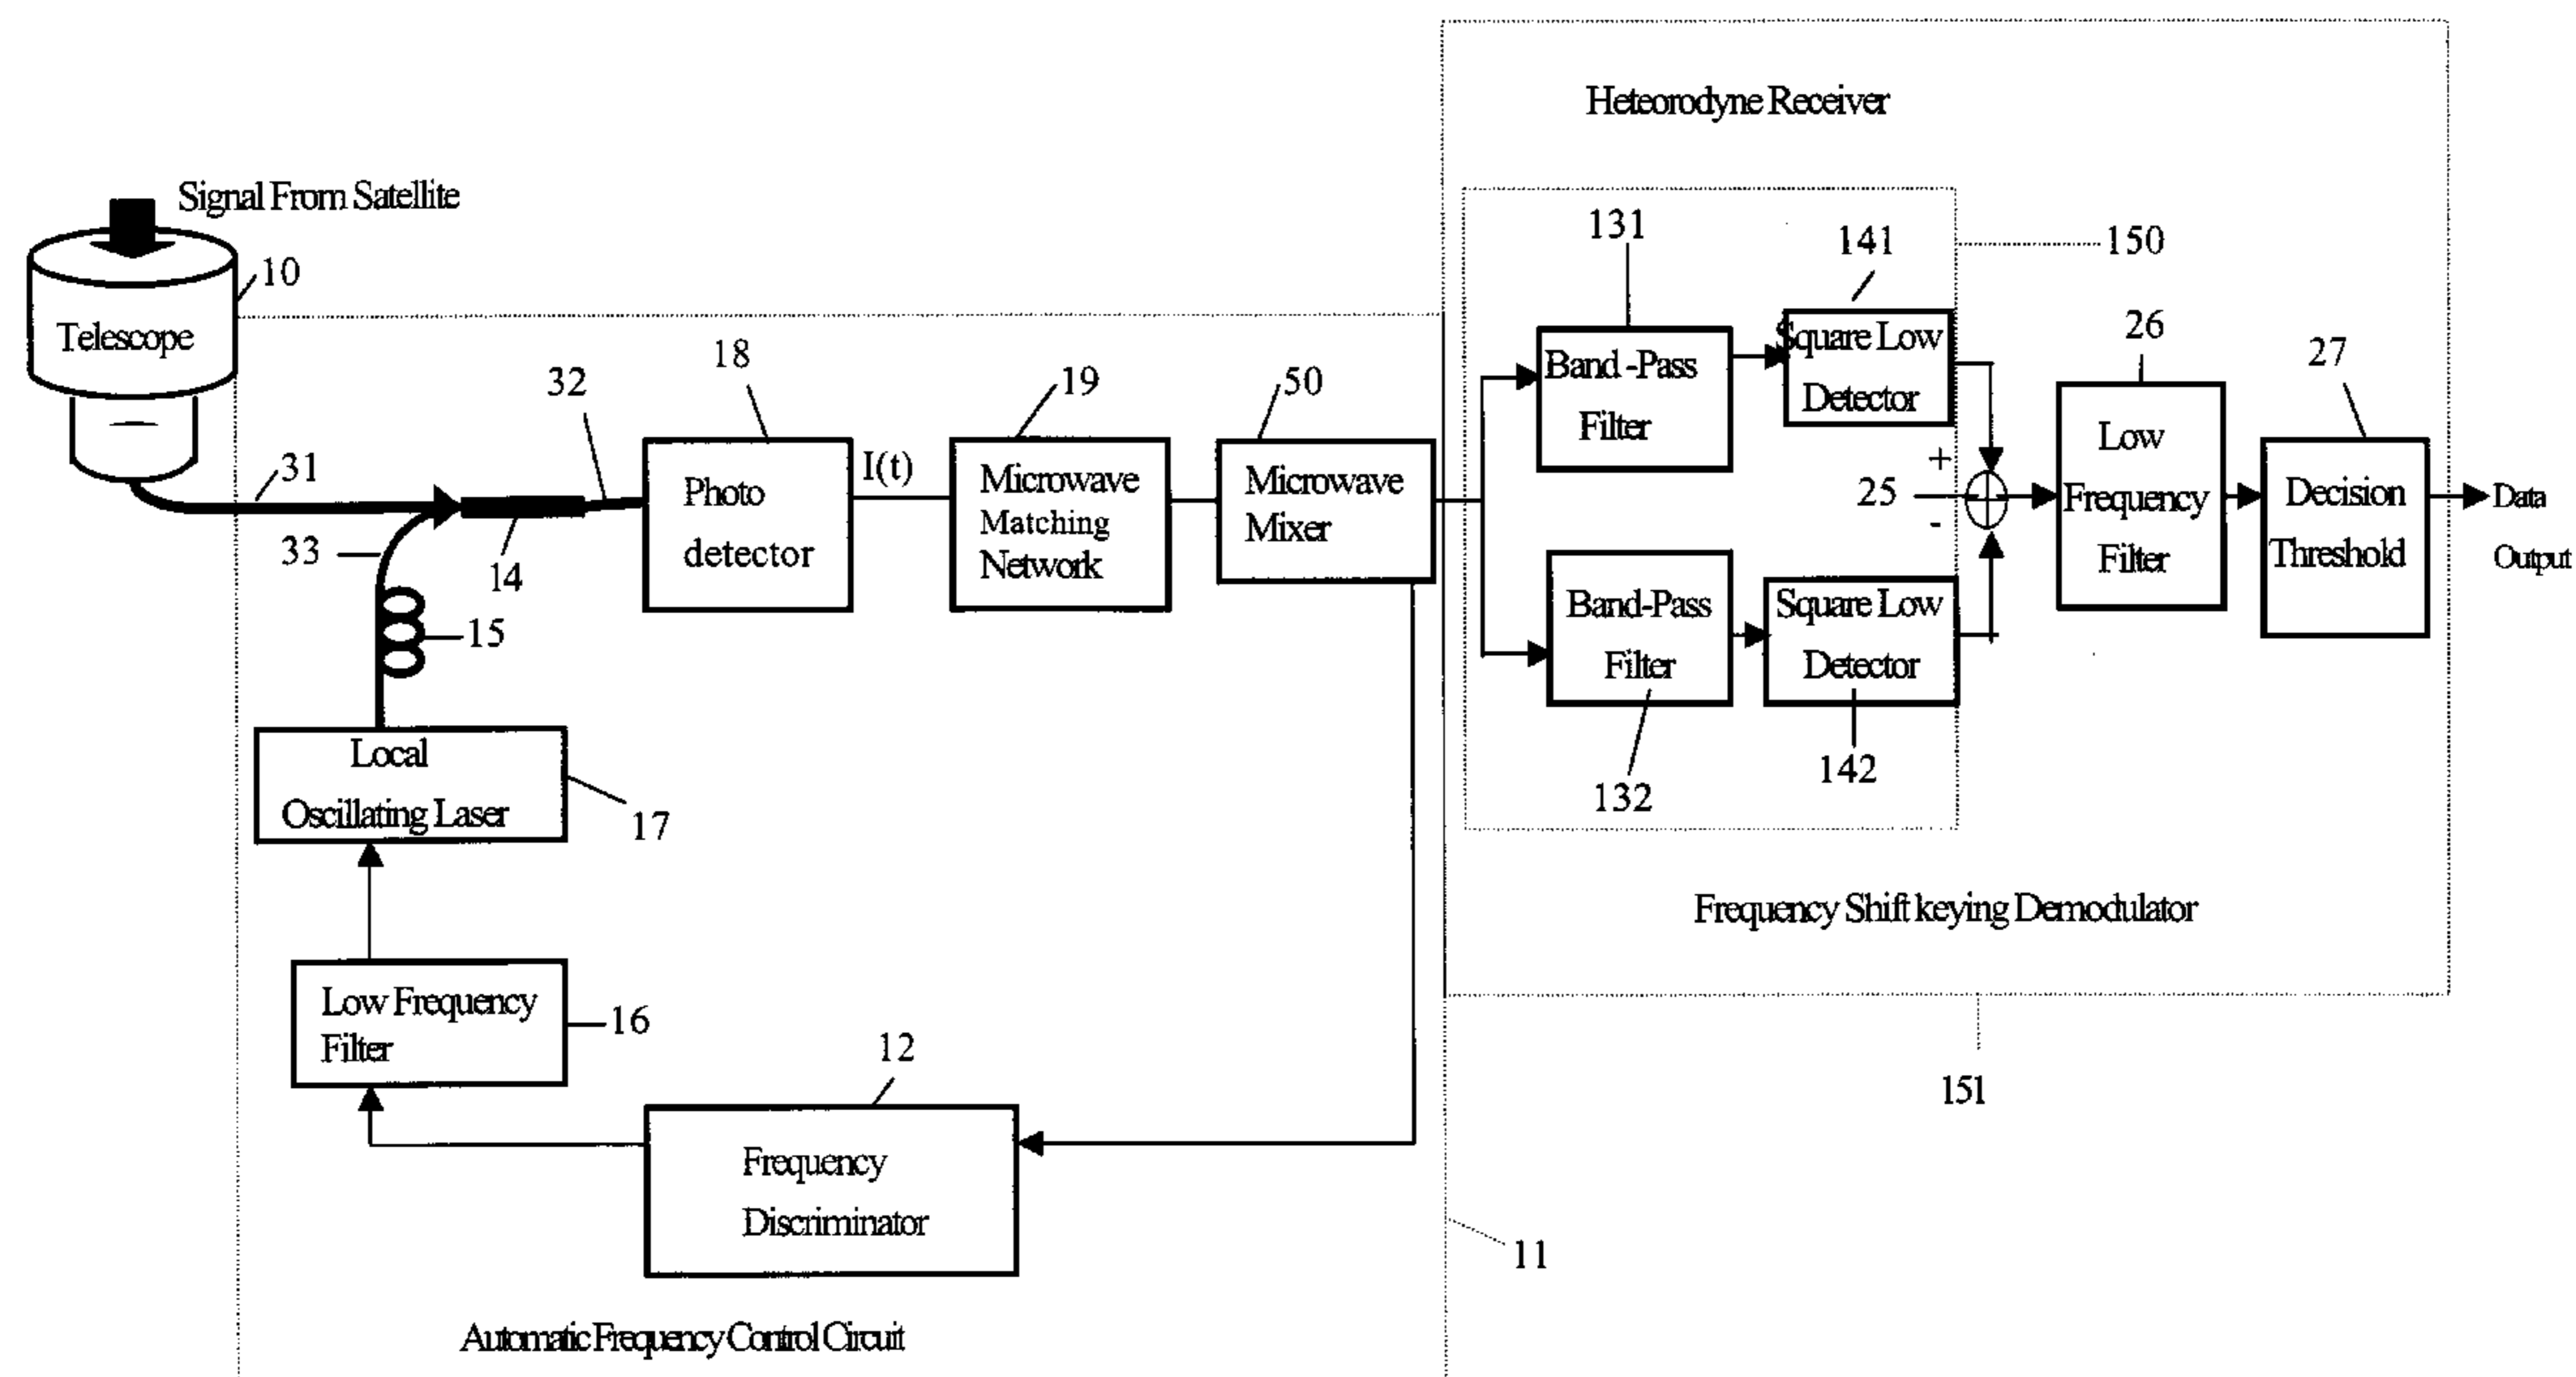 Heteorodyne Receiver
Signal From Satellite
10
Telescope
131
141
150
Band -Pass
Filter
Square Low
Detector
26
27
18
32
19
50
31
33
14
Photo
detector
I(t)
Microwave
Matching
Network
Microwave
Mixer
+
25
-
Low
Frequency
Filter
Decision
Threshold
Data
Output
15
Band-Pass
Filter
Square Low
Detector
132
142
Local
Oscillating Laser
17
Frequency Shift keying Demodulator
Low Frequency
Filter
16
12
151
Frequency
Discriminator
11
Automatic Frequency Control Circuit